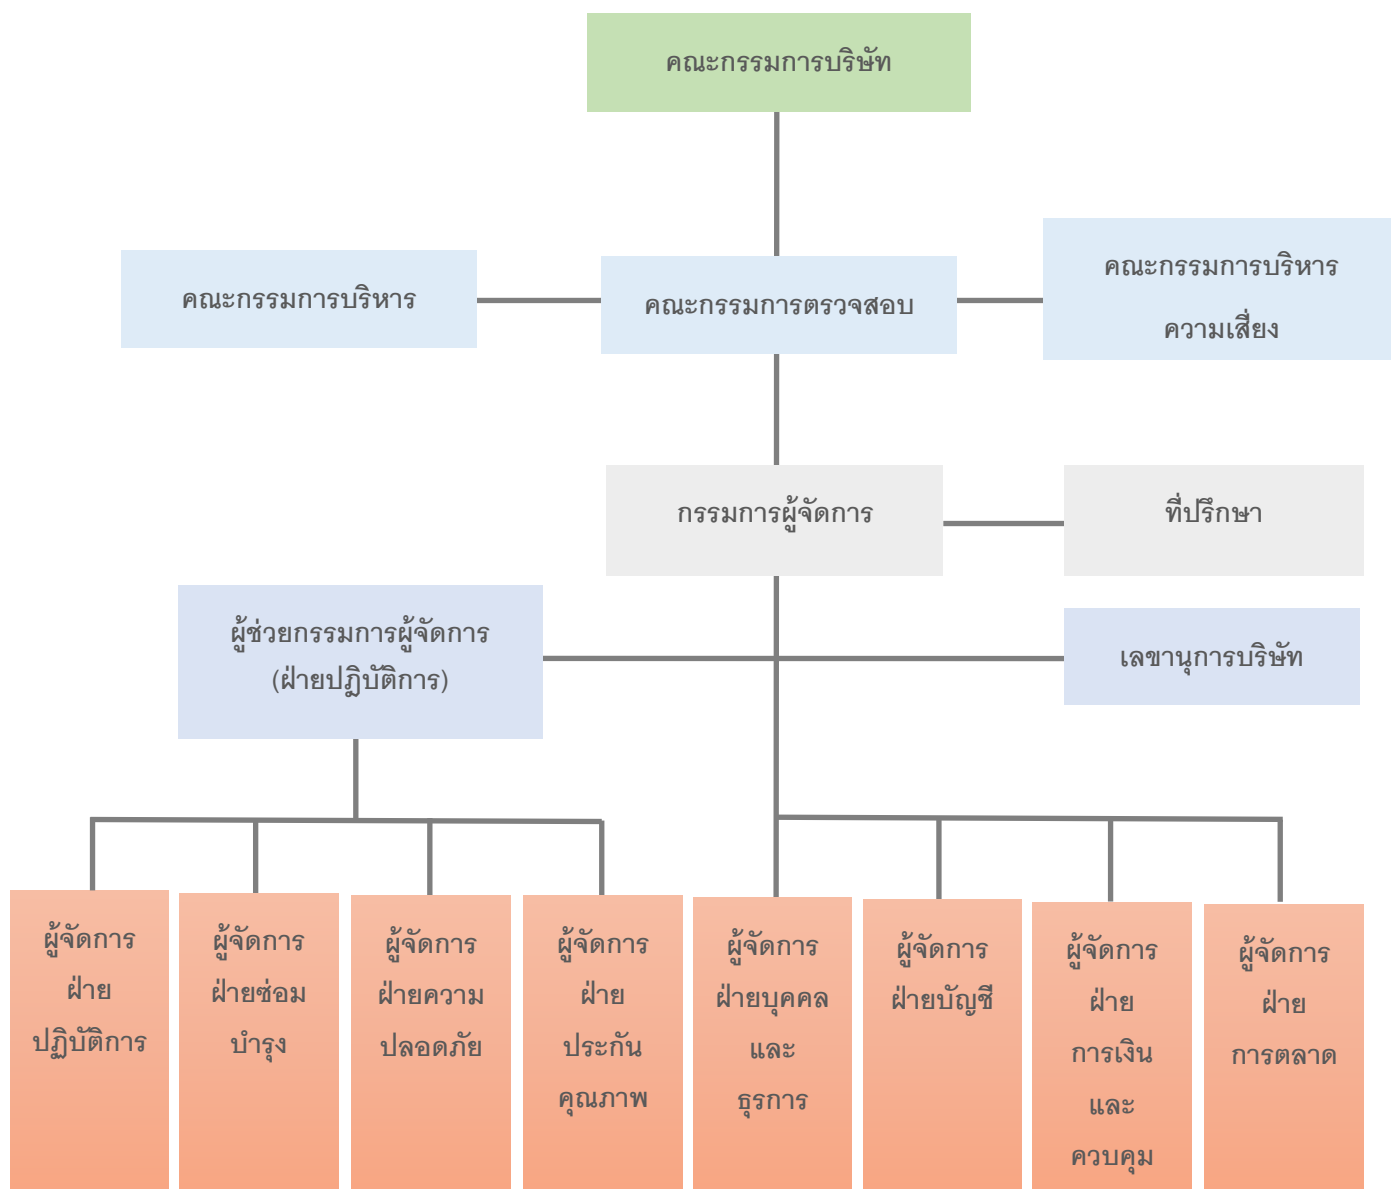 คณะกรรมการบริษัท
คณะกรรมการบริหาร
คณะกรรมการตรวจสอบ
คณะกรรมการบริหาร
ความเสี่ยง
กรรมการผู้จัดการ
ที่ปรึกษา
ผู้ช่วยกรรมการผู้จัดการ
(ฝ่ายปฏิบัติการ)
เลขานุการบริษัท
ผู้จัดการ
ฝ่าย
ปฏิบัติการ
ผู้จัดการ
ฝ่ายซ่อม
บำรุง
ผู้จัดการ
ฝ่ายความ
ปลอดภัย
ผู้จัดการ
ฝ่าย
ประกัน
คุณภาพ
ผู้จัดการ
ฝ่ายบุคคล
และ
ธุรการ
ผู้จัดการ
ฝ่ายบัญชี
ผู้จัดการ
ฝ่าย
การเงิน
และ
ควบคุม
ผู้จัดการ
ฝ่าย
การตลาด